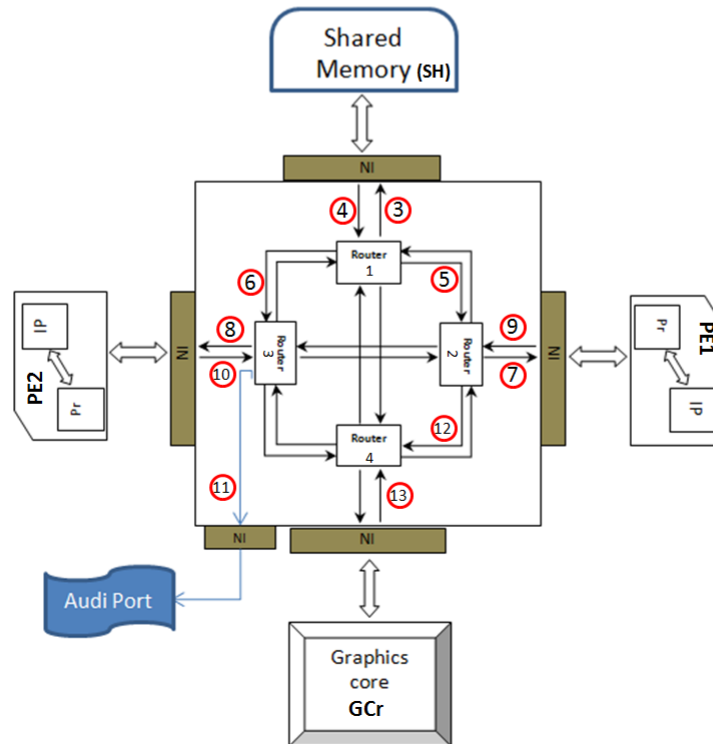 Shared
Memory (SH)
NI
4
3
Router
1
6
5
IP
Pr
PE2
NI
8
10
Router
3
Router
2
9
7
NI
Pr
IP
PE1
Router
4
12
11
13
NI
NI
Audi Port
Graphics
core
GCr